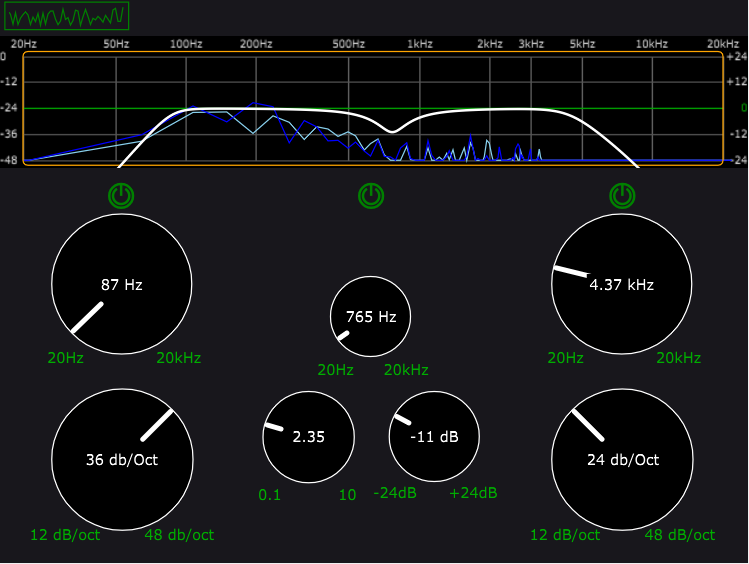 20Hz 50Hz 100Hz 200Hz 500Hz 1kHz 2kHz 3kHz 5kHz 10kHz 20kHz
0 +24
-12 +12
-24 0
-36 -12
-48 -24
87 Hz
4.37 kHz
765 Hz
20Hz 20kHz
20Hz 20kHz
20Hz 20kHz
2.35
-11 dB
36 db/Oct
24 db/Oct
0.1 10
-24dB +24dB
12 dB/oct 48 dB/oct
12 dB/oct 48 dB/oct